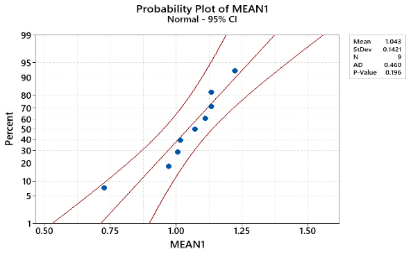 Probability Plot of MEAN1
Normal - 95% CI
Mean 1.043
StDev 0.1421
N 9
AD 0.460
P-Value 0.196
Percent
99
95
90
80
70
60
50
40
30
20
10
5
1
0.50 0.75 1.00 1.25 1.50
MEAN1